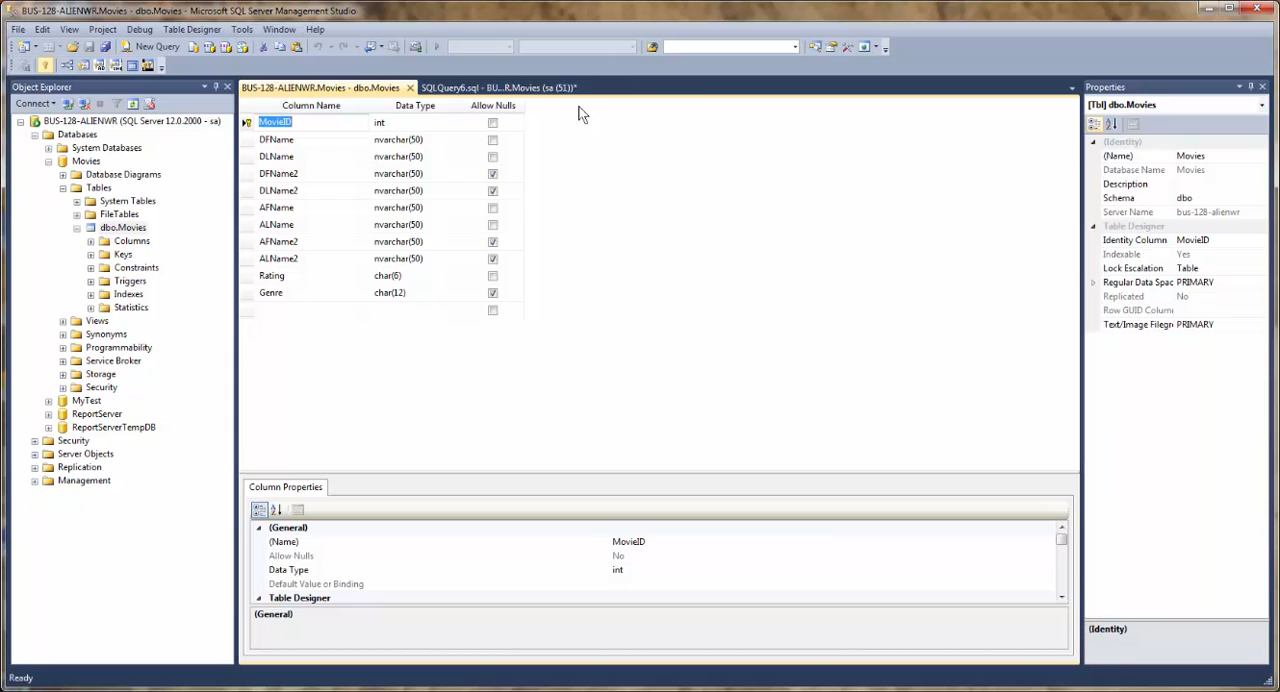 BUS-128-ALIENWR.Movies - dbo.Movies - Microsoft SQL Server Management Studio
File Edit View Project Debug Table Designer Tools Window Help
New Query
Object Explorer
Connect
BUS-128-ALIENWR (SQL Server 12.0.2000 - sa)
Databases
System Databases
Movies
Database Diagrams
Tables
System Tables
FileTables
dbo.Movies
Columns
Keys
Constraints
Triggers
Indexes
Statistics
Views
Synonyms
Programmability
Service Broker
Storage
Security
MyTest
ReportServer
ReportServerTempDB
Security
Server Objects
Replication
Management
BUS-128-ALIENWR.Movies - dbo.Movies SQLQuery6.sql - BU...R.Movies (sa (51))*
Column Name Data Type Allow Nulls
MovieID int
DFName nvarchar(50)
DLName nvarchar(50)
DFName2 nvarchar(50)
DLName2 nvarchar(50)
AFName nvarchar(50)
ALName nvarchar(50)
AFName2 nvarchar(50)
ALName2 nvarchar(50)
Rating char(6)
Genre char(12)
Column Properties
(General)
(Name) MovieID
Allow Nulls No
Data Type int
Default Value or Binding
Table Designer
(General)
Properties
[Tbl] dbo.Movies
(Identity)
(Name) Movies
Database Name Movies
Description
Schema dbo
Server Name bus-128-alienwr
Table Designer
Identity Column MovieID
Indexable Yes
Lock Escalation Table
Regular Data Spac PRIMARY
Replicated No
Row GUID Column
Text/Image Filegr PRIMARY
(Identity)
Ready